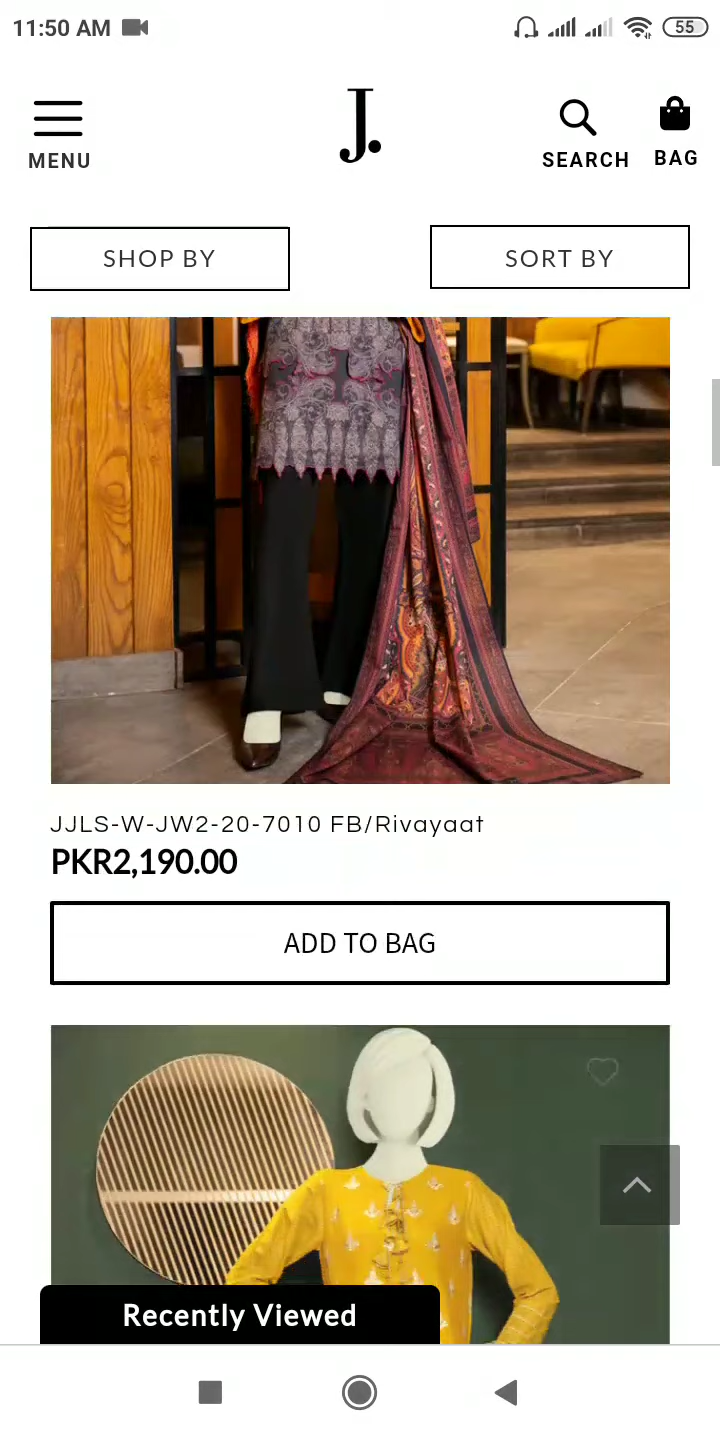 11:50 AM
55
J.
MENU
SEARCH
BAG
SHOP BY
SORT BY
JJLS-W-JW2-20-7010 FB/Rivayaat
PKR2,190.00
ADD TO BAG
Recently Viewed